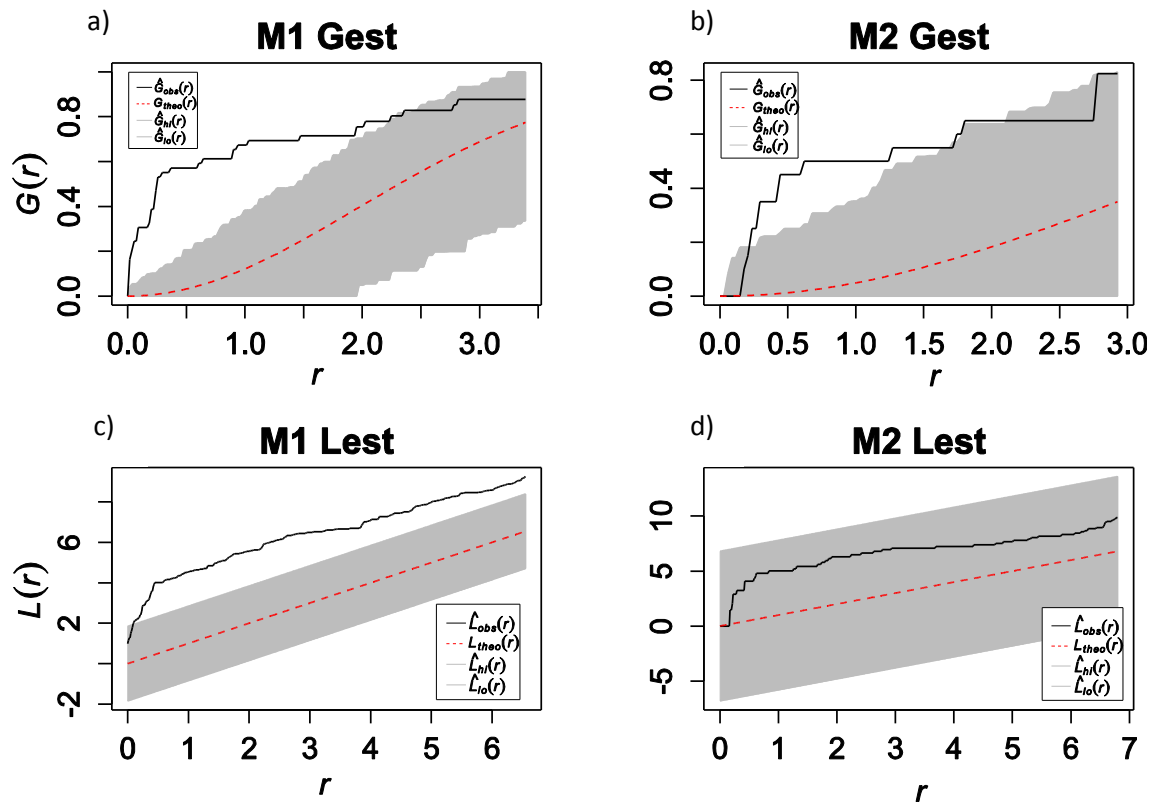 a)
M1 Gest
Ĝobs(r)
Gtheo(r)
Ĝhi(r)
Ĝlo(r)
G(r)
0.0 0.4 0.8
0.0 1.0 2.0 3.0
r
b)
M2 Gest
Ĝobs(r)
Gtheo(r)
Ĝhi(r)
Ĝlo(r)
0.0 0.4 0.8
0.0 0.5 1.0 1.5 2.0 2.5 3.0
r
c)
M1 Lest
L̂obs(r)
Ltheo(r)
L̂hi(r)
L̂lo(r)
L(r)
-2 2 6
0 1 2 3 4 5 6
r
d)
M2 Lest
L̂obs(r)
Ltheo(r)
L̂hi(r)
L̂lo(r)
-5 0 5 10
0 1 2 3 4 5 6 7
r